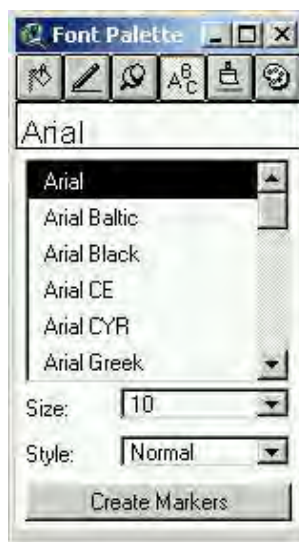 Font Palette
ABC
Arial
Arial
Arial Baltic
Arial Black
Arial CE
Arial CYR
Arial Greek
Size: 10
Style: Normal
Create Markers